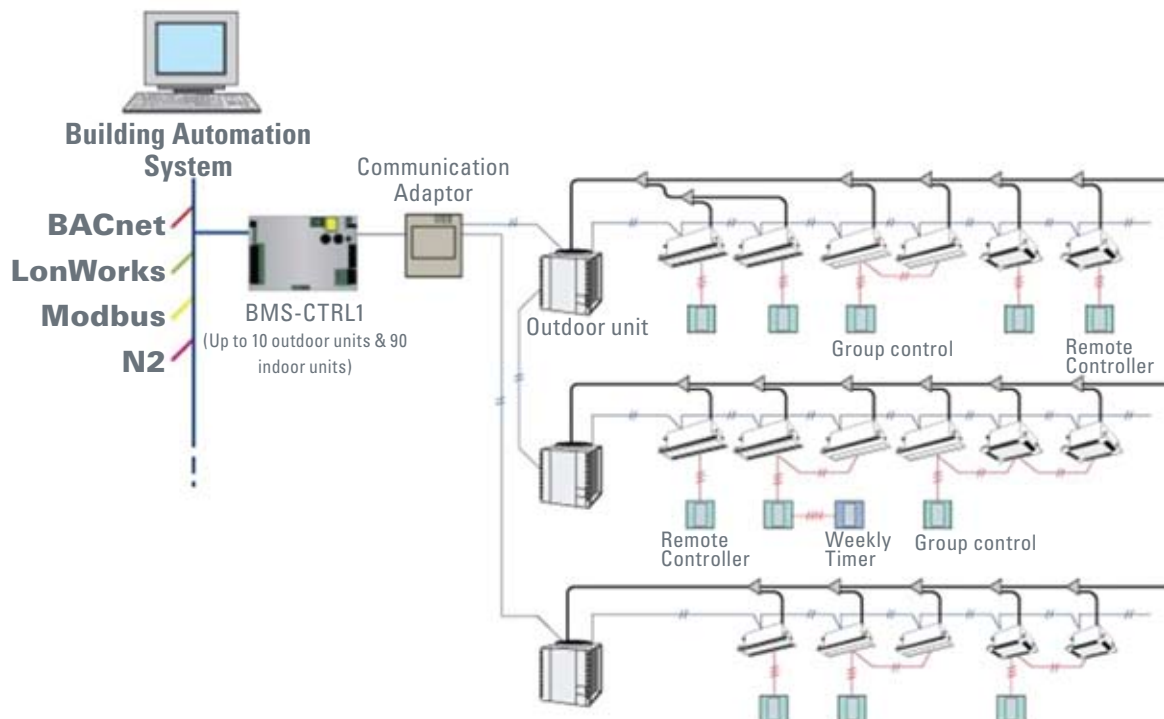 Building Automation
System
BACnet
LonWorks
Modbus
N2
BMS-CTRL1
(Up to 10 outdoor units & 90
indoor units)
Communication
Adaptor
Outdoor unit
Group control
Remote
Controller
Remote
Controller
Weekly
Timer
Group control